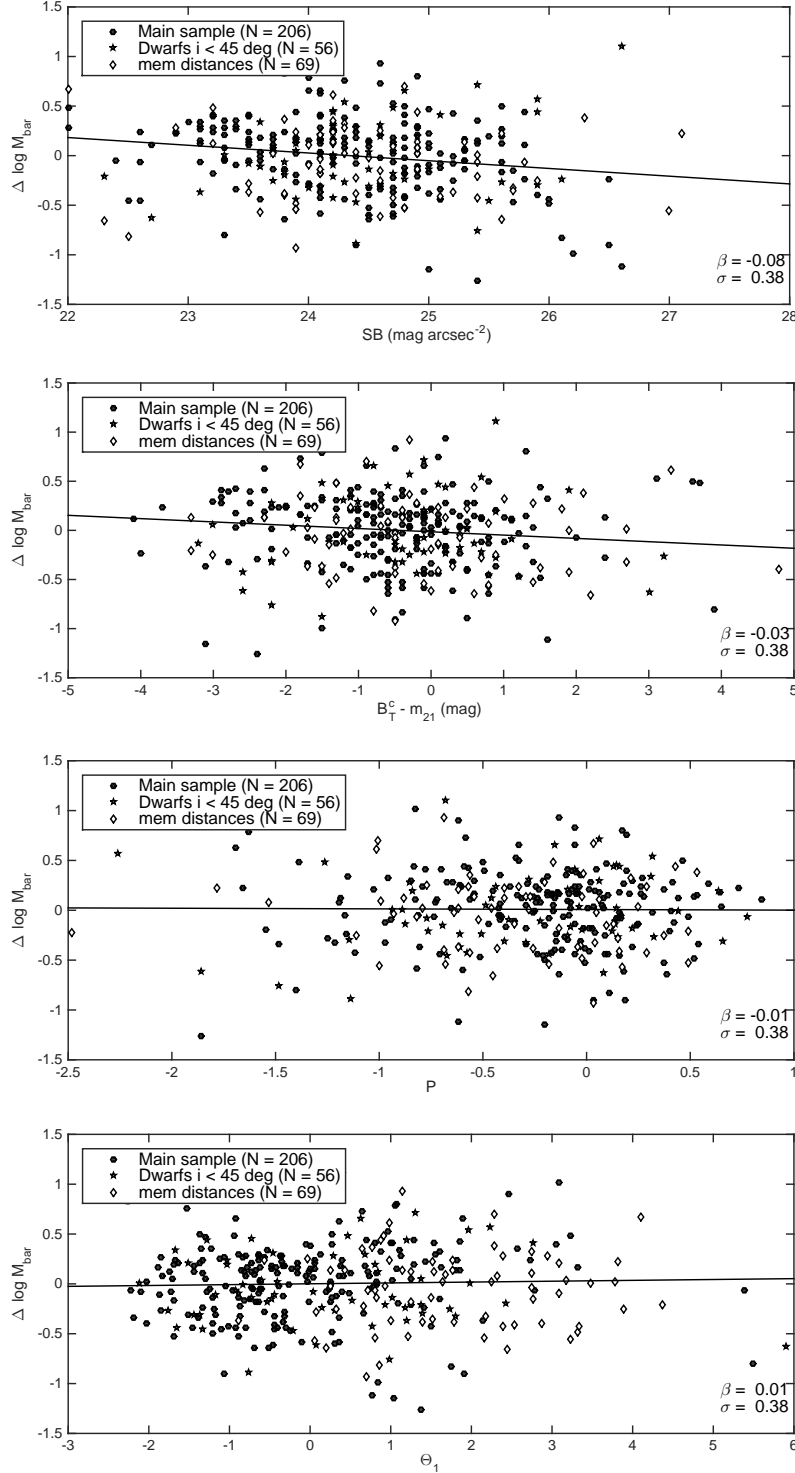 1.5
1
0.5
0
-0.5
-1
-1.5
Δ log M_bar
Main sample (N = 206)
Dwarfs i < 45 deg (N = 56)
mem distances (N = 69)
β = -0.08
σ = 0.38
22 23 24 25 26 27 28
SB (mag arcsec^-2)
1.5
1
0.5
0
-0.5
-1
-1.5
Δ log M_bar
Main sample (N = 206)
Dwarfs i < 45 deg (N = 56)
mem distances (N = 69)
β = -0.03
σ = 0.38
-5 -4 -3 -2 -1 0 1 2 3 4 5
B_T^c - m_21 (mag)
1.5
1
0.5
0
-0.5
-1
-1.5
Δ log M_bar
Main sample (N = 206)
Dwarfs i < 45 deg (N = 56)
mem distances (N = 69)
β = -0.01
σ = 0.38
-2.5 -2 -1.5 -1 -0.5 0 0.5 1
P
1.5
1
0.5
0
-0.5
-1
-1.5
Δ log M_bar
Main sample (N = 206)
Dwarfs i < 45 deg (N = 56)
mem distances (N = 69)
β = 0.01
σ = 0.38
-3 -2 -1 0 1 2 3 4 5 6
Θ_1